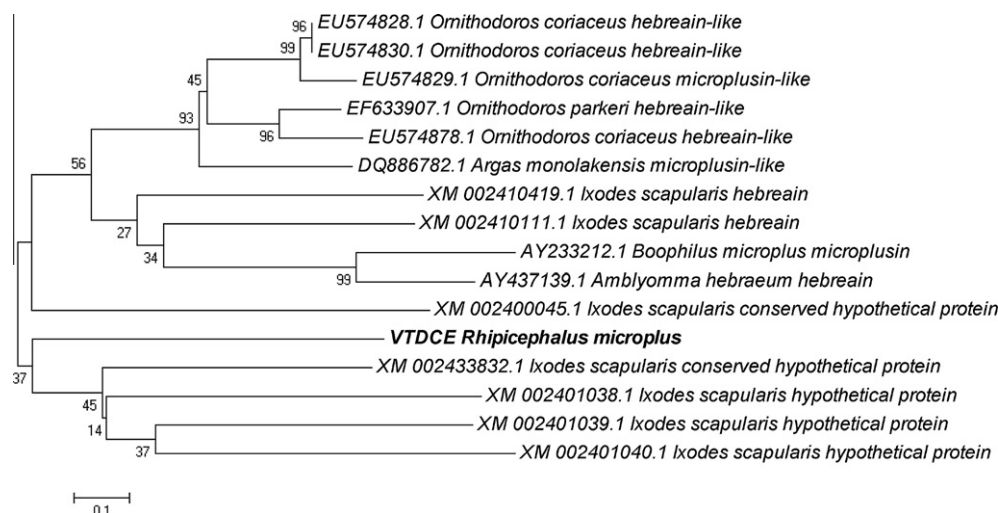 96
EU574828.1 Ornithodoros coriaceus hebreain-like
99
EU574830.1 Ornithodoros coriaceus hebreain-like
45
EU574829.1 Ornithodoros coriaceus microplusin-like
93
EF633907.1 Ornithodoros parkeri hebreain-like
96
EU574878.1 Ornithodoros coriaceus hebreain-like
56
DQ886782.1 Argas monolakensis microplusin-like
XM 002410419.1 Ixodes scapularis hebreain
27
XM 002410111.1 Ixodes scapularis hebreain
34
AY233212.1 Boophilus microplus microplusin
99
AY437139.1 Amblyomma hebraeum hebreain
XM 002400045.1 Ixodes scapularis conserved hypothetical protein
VTDCE Rhipicephalus microplus
37
XM 002433832.1 Ixodes scapularis conserved hypothetical protein
45
XM 002401038.1 Ixodes scapularis hypothetical protein
14
XM 002401039.1 Ixodes scapularis hypothetical protein
37
XM 002401040.1 Ixodes scapularis hypothetical protein
0.1